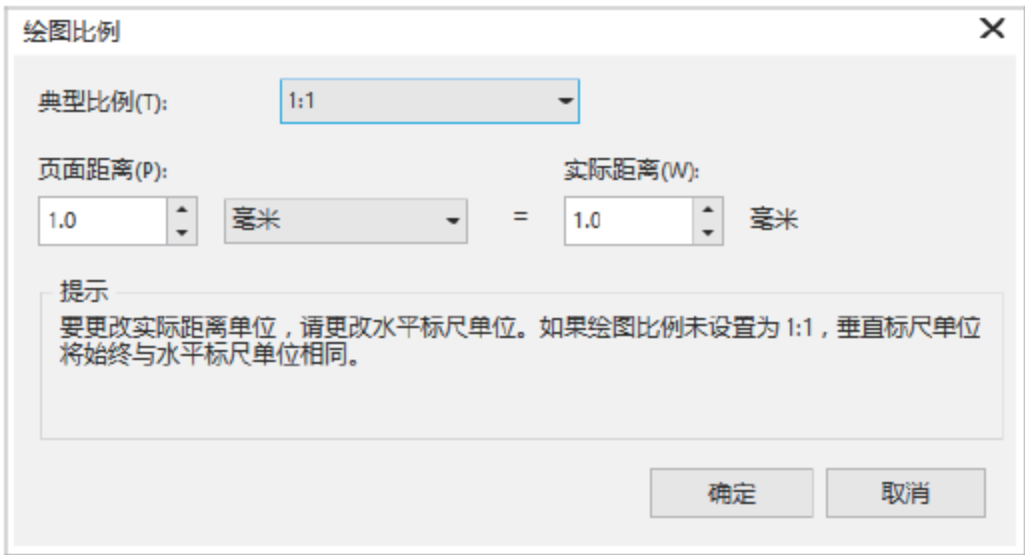 绘图比例
典型比例(T): 1:1
页面距离(P): 实际距离(W):
1.0 毫米 = 1.0 毫米
提示
要更改实际距离单位，请更改水平标尺单位。如果绘图比例未设置为 1:1，垂直标尺单位
将始终与水平标尺单位相同。
确定 取消